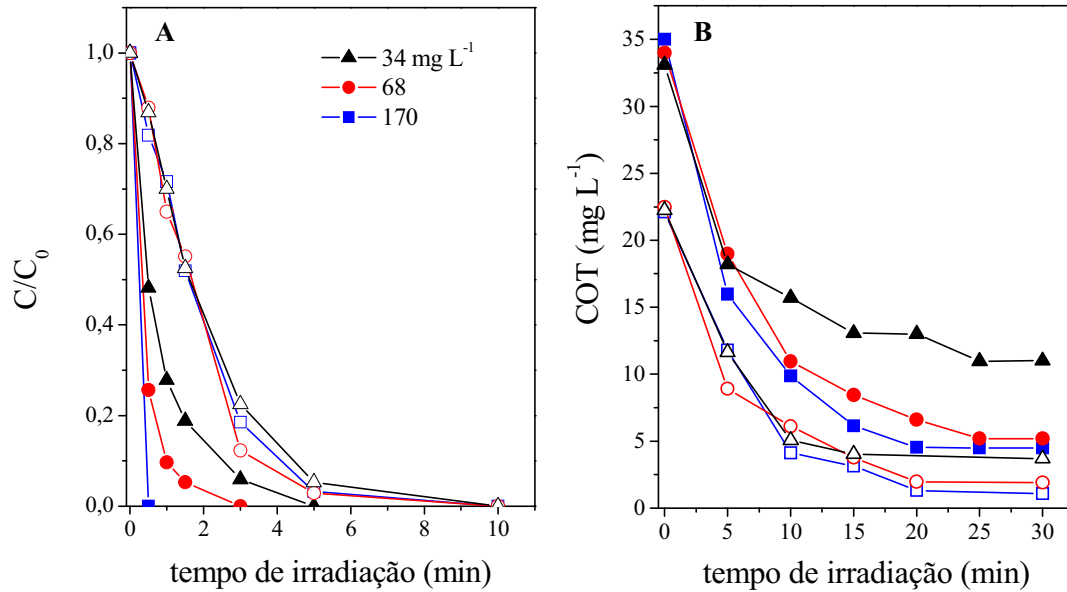 A
1,0
0,8
0,6
0,4
0,2
0,0
C/C₀
34 mg L⁻¹
68
170
0 2 4 6 8 10
tempo de irradiação (min)
B
35
30
25
20
15
10
5
0
COT (mg L⁻¹)
0 5 10 15 20 25 30
tempo de irradiação (min)